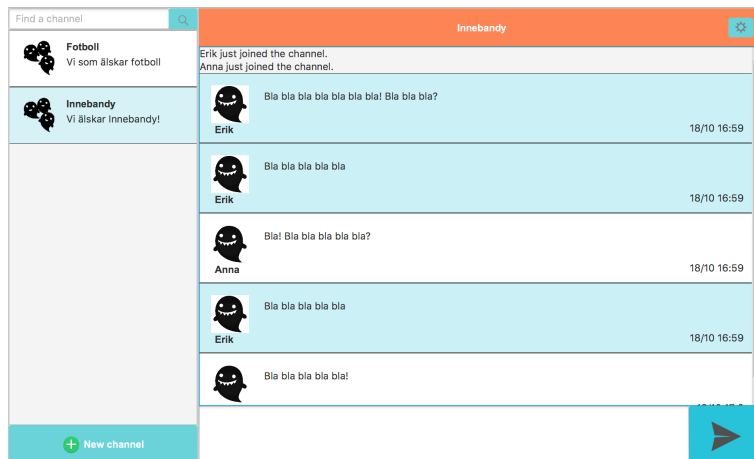 Find a channel
Fotboll
Vi som älskar fotboll
Innebandy
Vi älskar Innebandy!
New channel
Innebandy
Erik just joined the channel.
Anna just joined the channel.
Bla bla bla bla bla bla bla! Bla bla bla?
Erik
18/10 16:59
Bla bla bla bla bla
Erik
18/10 16:59
Bla! Bla bla bla bla bla?
Anna
18/10 16:59
Bla bla bla bla bla
Erik
18/10 16:59
Bla bla bla bla bla!